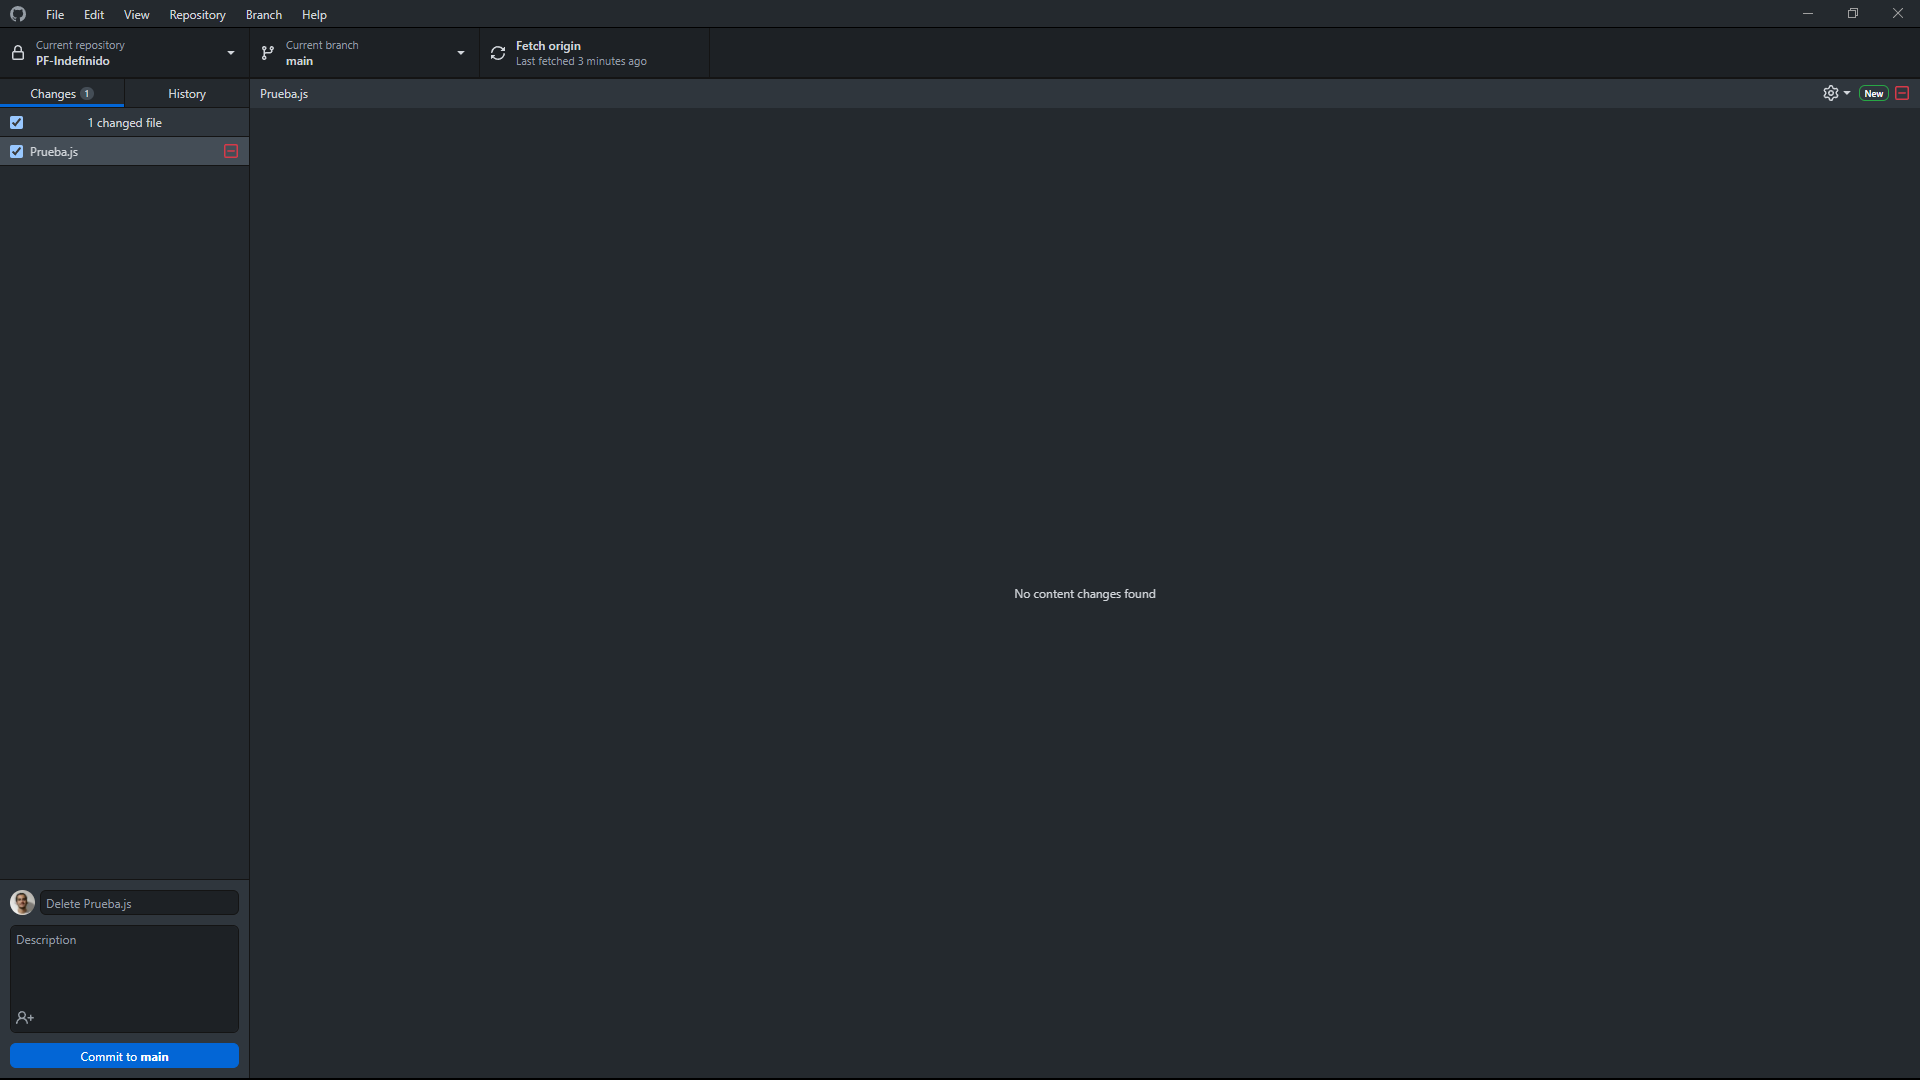 File Edit View Repository Branch Help
Current repository
PF-Indefinido
Current branch
main
Fetch origin
Last fetched 3 minutes ago
Changes 1
History
Prueba.js
New
1 changed file
Prueba.js
No content changes found
Delete Prueba.js
Description
Commit to main